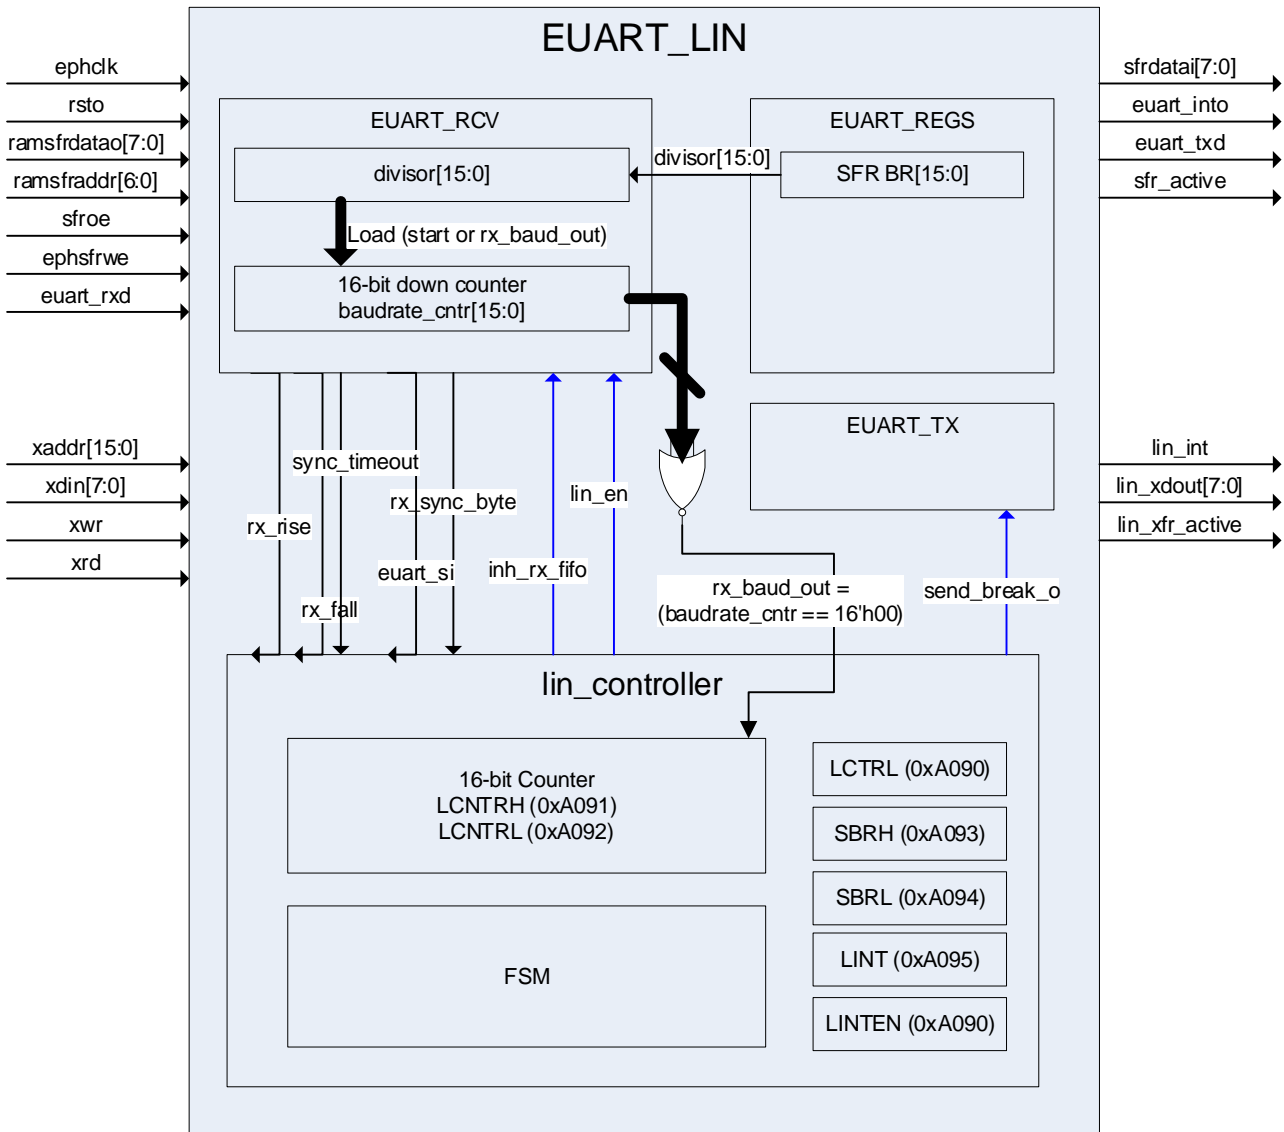 EUART_LIN
ephclk
rsto
ramsfrdatao[7:0]
ramsfraddr[6:0]
sfroe
ephsfrwe
euart_rxd
xaddr[15:0]
xdin[7:0]
xwr
xrd
EUART_RCV
divisor[15:0]
Load (start or rx_baud_out)
16-bit down counter
baudrate_cntr[15:0]
divisor[15:0]
EUART_REGS
SFR BR[15:0]
EUART_TX
sfrdatai[7:0]
euart_into
euart_txd
sfr_active
lin_int
lin_xdout[7:0]
lin_xfr_active
sync_timeout
rx_sync_byte
lin_en
rx_rise
euart_si
inh_rx_fifo
rx_fall
rx_baud_out =
(baudrate_cntr == 16'h00)
send_break_o
lin_controller
16-bit Counter
LCNTRH (0xA091)
LCNTRL (0xA092)
FSM
LCTRL (0xA090)
SBRH (0xA093)
SBRL (0xA094)
LINT (0xA095)
LINTEN (0xA090)